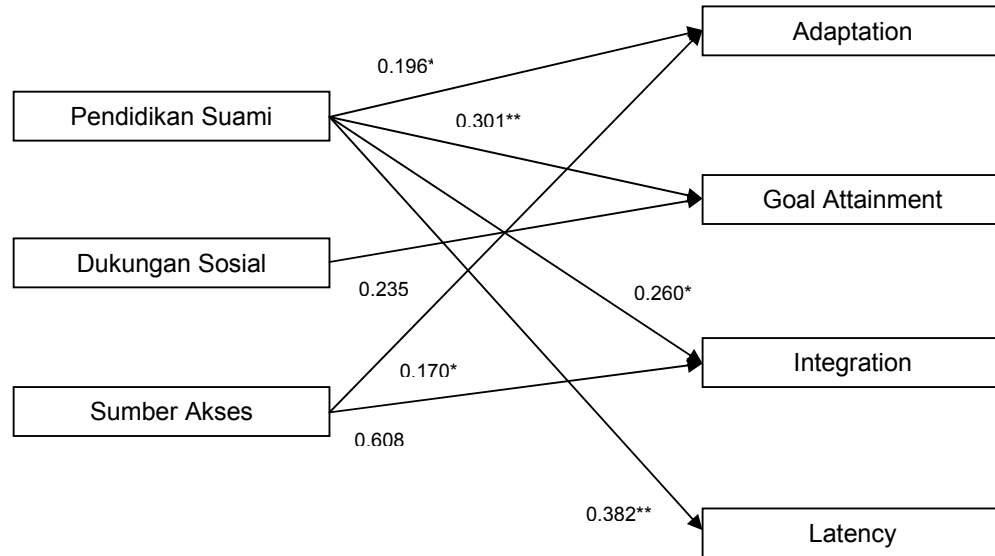 Adaptation
0.196*
Pendidikan Suami
0.301**
Goal Attainment
Dukungan Sosial
0.235
0.260*
Integration
0.170*
Sumber Akses
0.608
0.382**
Latency